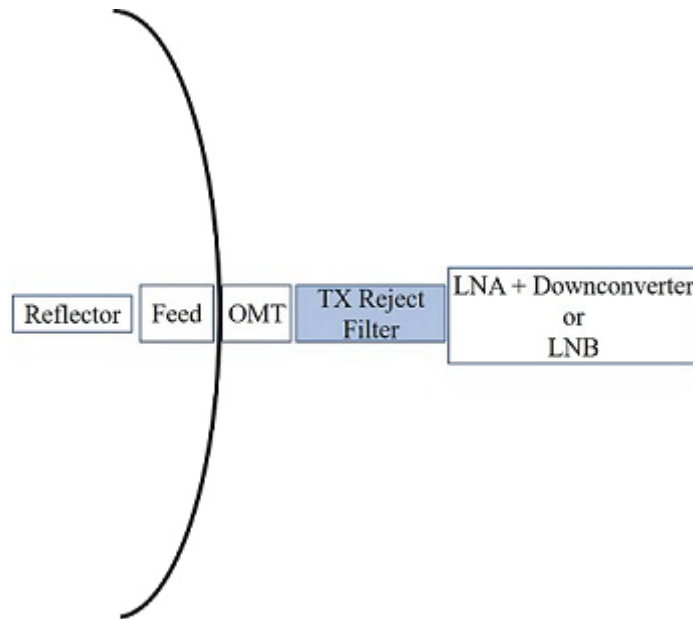 Reflector
Feed
OMT
TX Reject
Filter
LNA + Downconverter
or
LNB